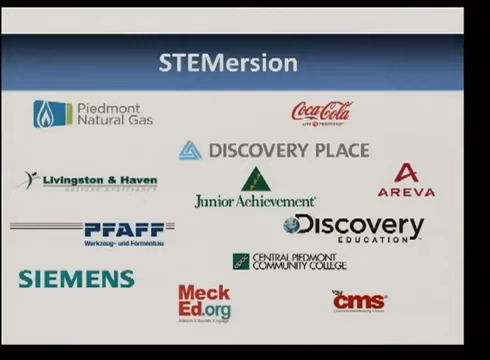 STEMersion
Piedmont
Natural Gas
Coca-Cola
DISCOVERY PLACE
Livingston & Haven
Junior Achievement
AREVA
PFAFF
Werkzeug- und Formenbau
Discovery
EDUCATION
CENTRAL PIEDMONT
COMMUNITY COLLEGE
SIEMENS
Meck
Ed.org
cms